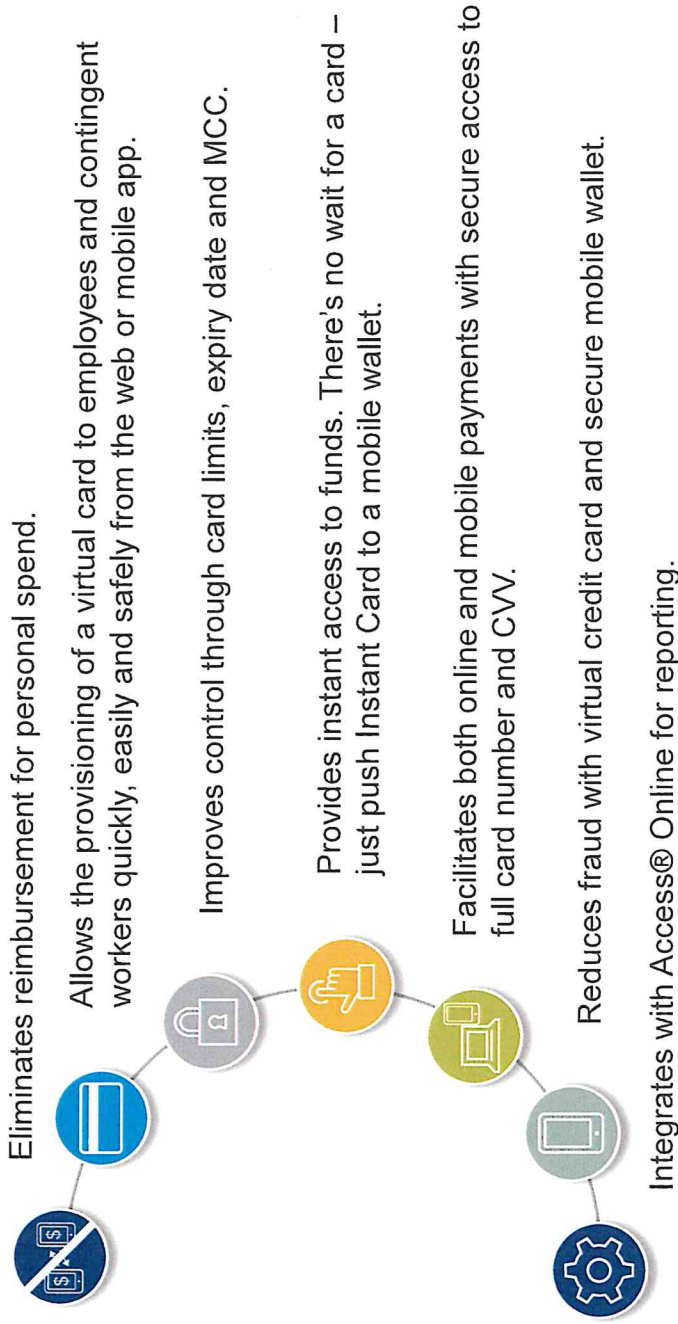 Eliminates reimbursement for personal spend.
Allows the provisioning of a virtual card to employees and contingent
workers quickly, easily and safely from the web or mobile app.
Improves control through card limits, expiry date and MCC.
Provides instant access to funds. There's no wait for a card –
just push Instant Card to a mobile wallet.
Facilitates both online and mobile payments with secure access to
full card number and CVV.
Reduces fraud with virtual credit card and secure mobile wallet.
Integrates with Access® Online for reporting.
$
$